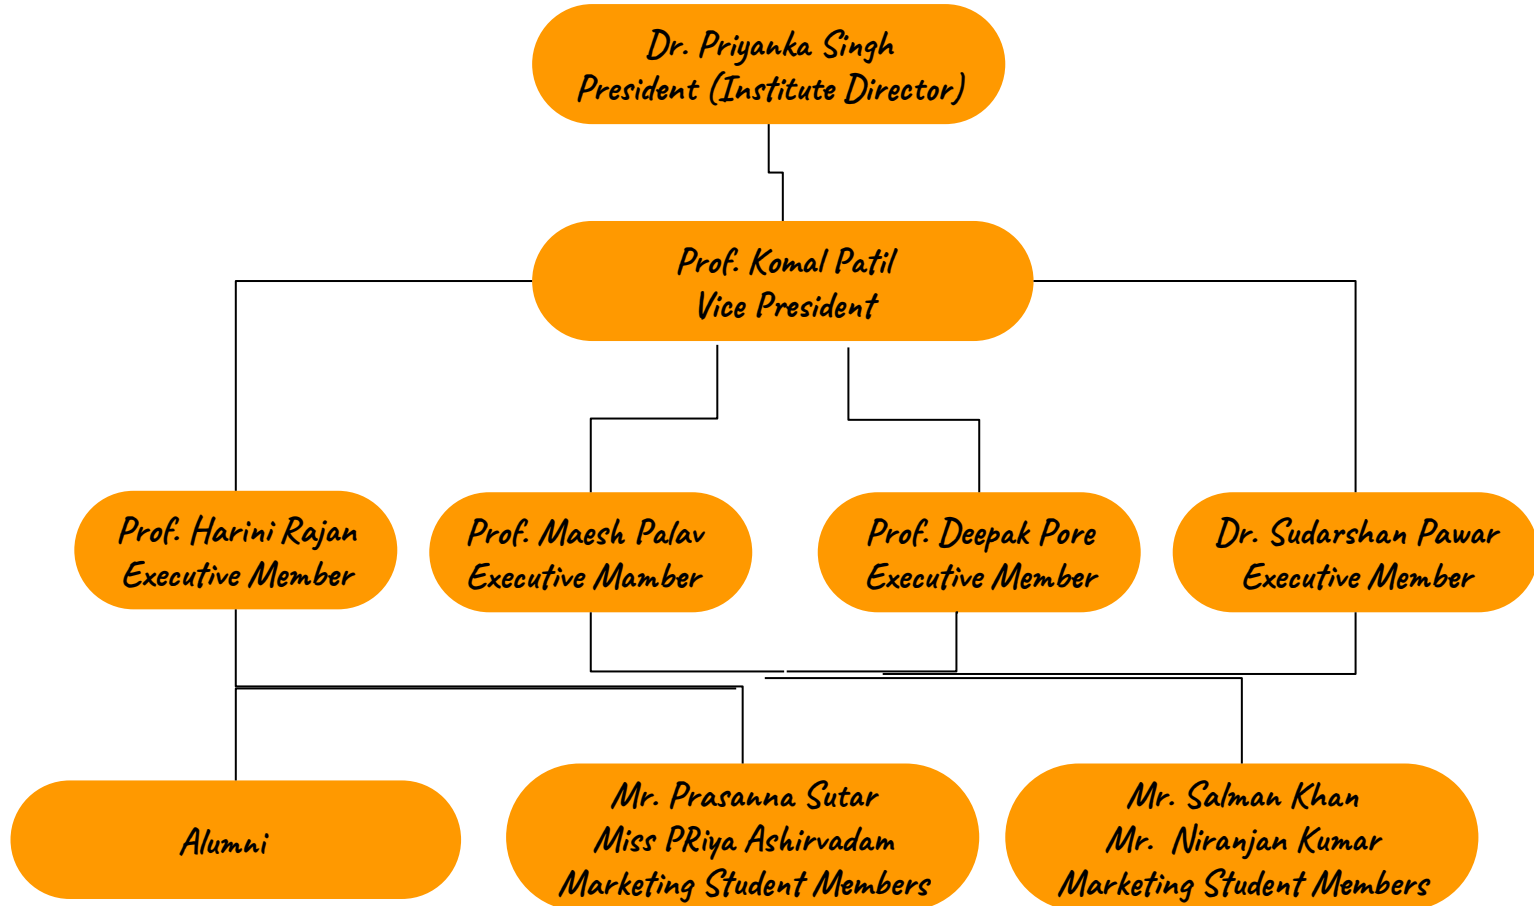 Dr. Priyanka Singh
President (Institute Director)
Prof. Komal Patil
Vice President
Prof. Harini Rajan
Executive Member
Prof. Maesh Palav
Executive Mamber
Prof. Deepak Pore
Executive Member
Dr. Sudarshan Pawar
Executive Member
Alumni
Mr. Prasanna Sutar
Miss PRiya Ashirvadam
Marketing Student Members
Mr. Salman Khan
Mr. Niranjan Kumar
Marketing Student Members